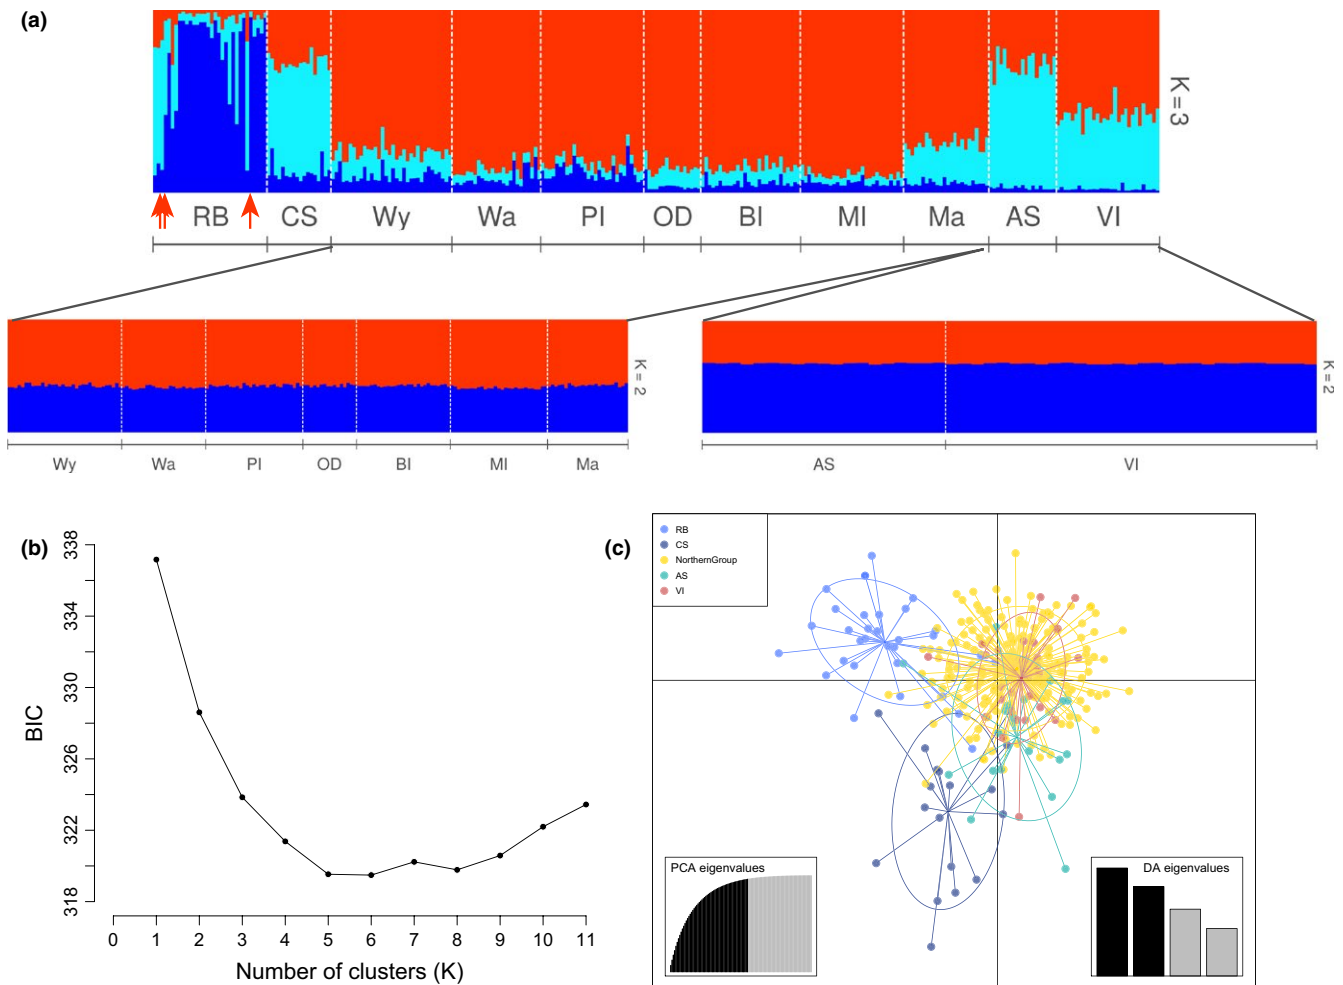 (a)
K = 3
RB CS Wy Wa PI OD BI MI Ma AS VI
K = 2
Wy Wa PI OD BI MI Ma
K = 2
AS VI
(b)
BIC
338
334
330
326
322
318
0 1 2 3 4 5 6 7 8 9 10 11
Number of clusters (K)
(c)
RB
CS
NorthernGroup
AS
VI
PCA eigenvalues
DA eigenvalues